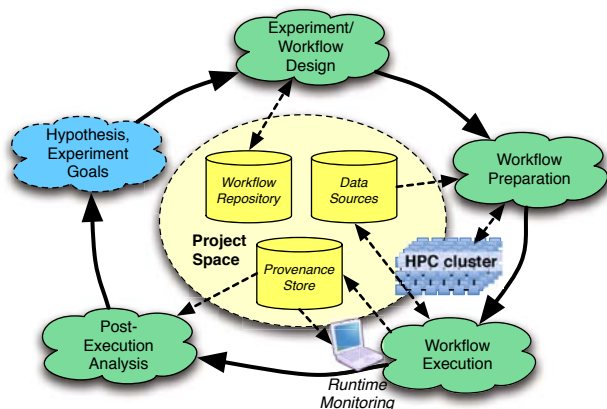 Experiment/
Workflow
Design
Hypothesis,
Experiment
Goals
Workflow
Preparation
Workflow
Repository
Data
Sources
Project
Space
HPC cluster
Provenance
Store
Post-
Execution
Analysis
Workflow
Execution
Runtime
Monitoring